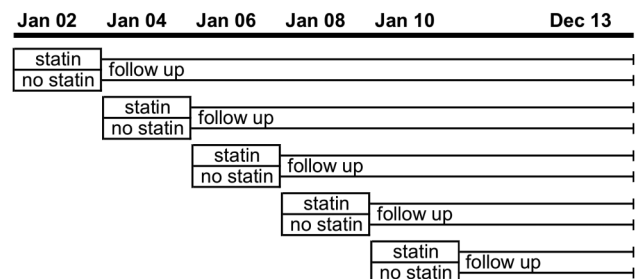 Jan 02 Jan 04 Jan 06 Jan 08 Jan 10 Dec 13
statin
follow up
no statin
statin
follow up
no statin
statin
follow up
no statin
statin
follow up
no statin
statin
follow up
no statin